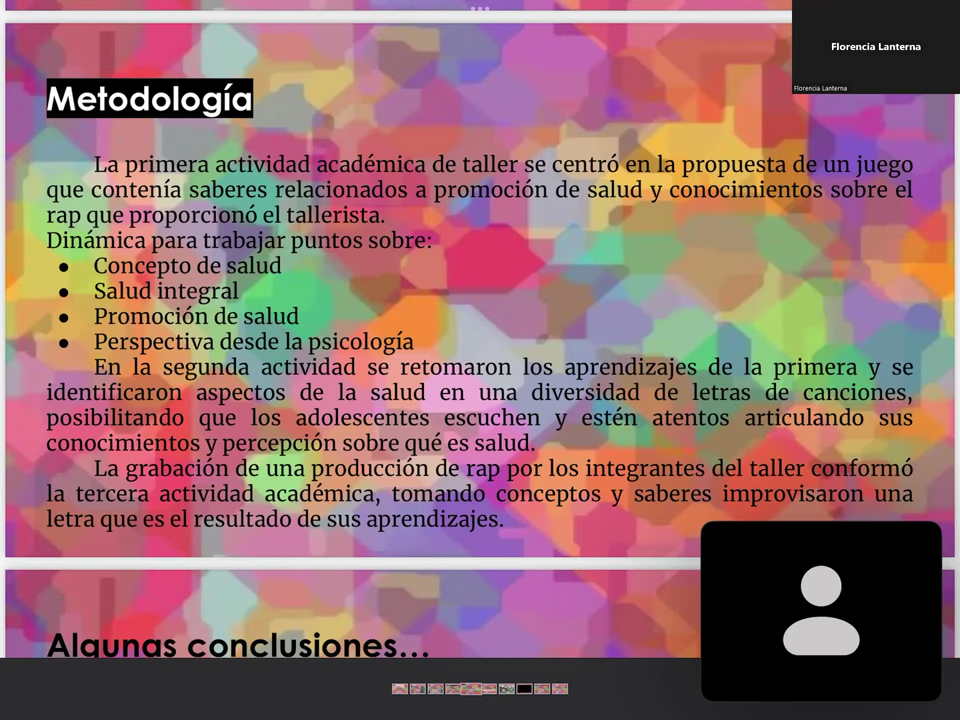 Florencia Lanterna
Florencia Lanterna
Metodología
La primera actividad académica de taller se centró en la propuesta de un juego
que contenía saberes relacionados a promoción de salud y conocimientos sobre el
rap que proporcionó el tallerista.
Dinámica para trabajar puntos sobre:
● Concepto de salud
● Salud integral
● Promoción de salud
● Perspectiva desde la psicología
En la segunda actividad se retomaron los aprendizajes de la primera y se
identificaron aspectos de la salud en una diversidad de letras de canciones,
posibilitando que los adolescentes escuchen y estén atentos articulando sus
conocimientos y percepción sobre qué es salud.
La grabación de una producción de rap por los integrantes del taller conformó
la tercera actividad académica, tomando conceptos y saberes improvisaron una
letra que es el resultado de sus aprendizajes.
Algunas conclusiones...